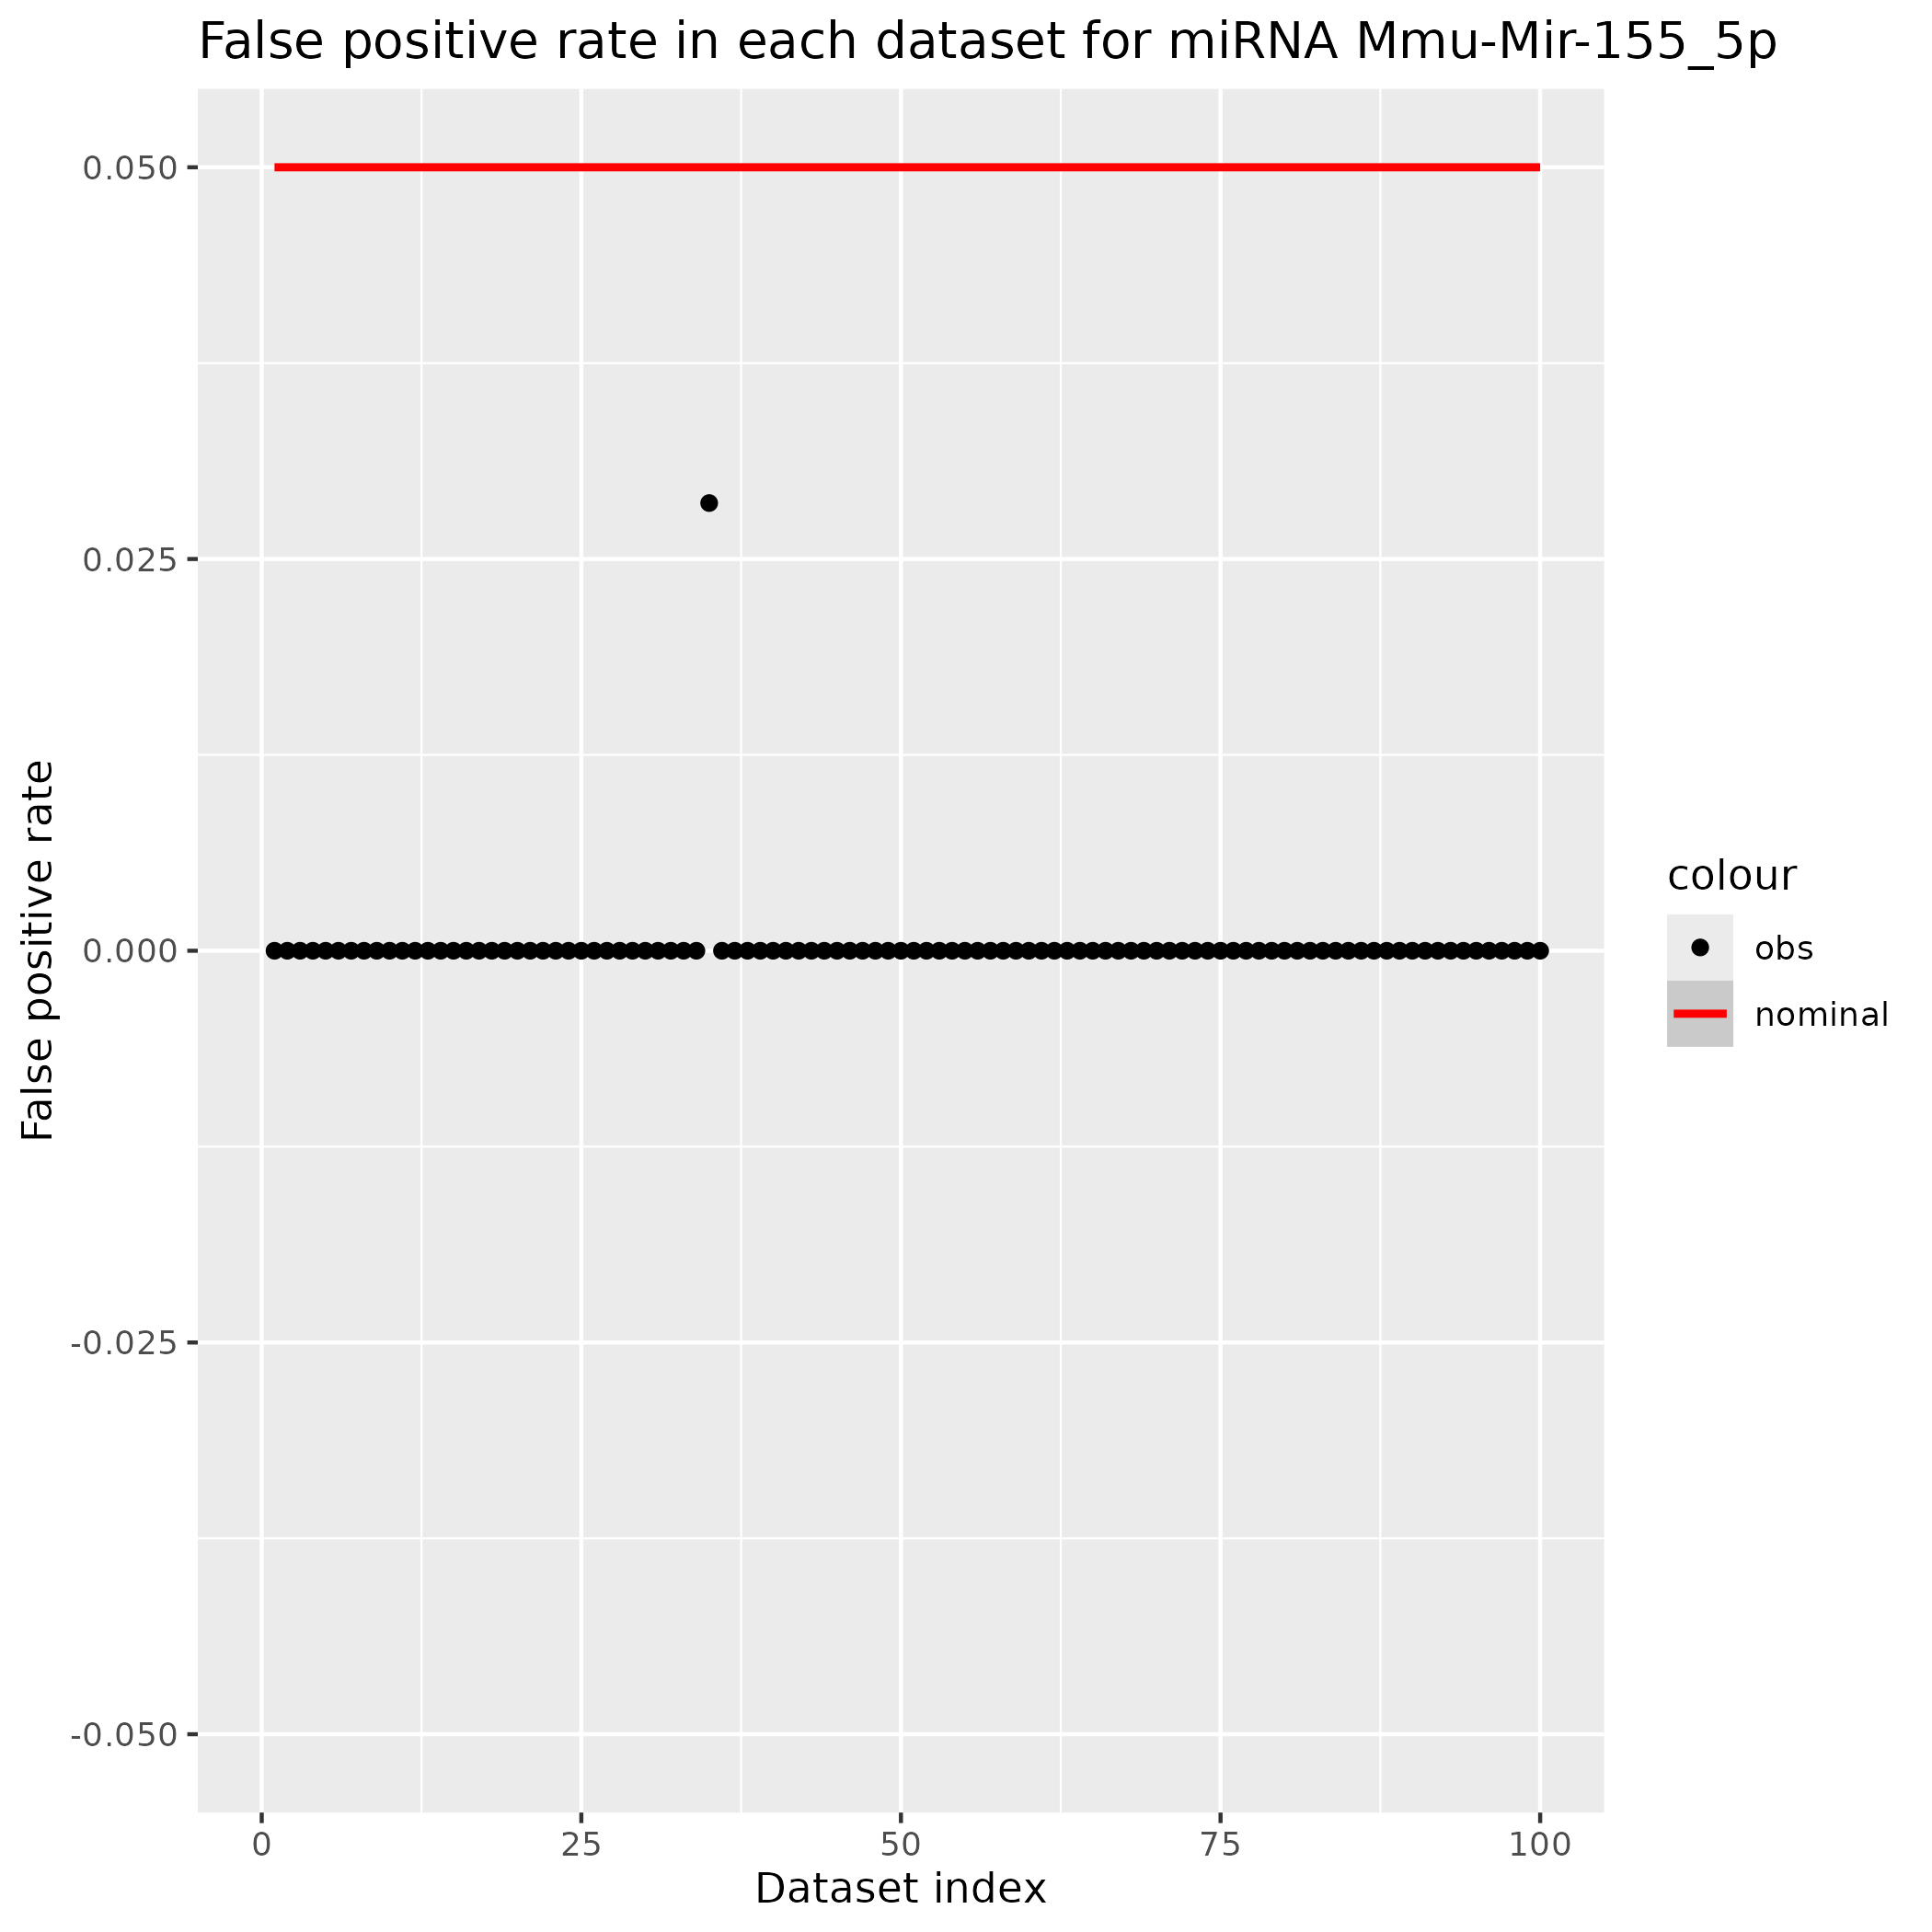 False positive rate in each dataset for miRNA Mmu-Mir-155_5p
False positive rate
0.050
0.025
0.000
-0.025
-0.050
0
25
50
75
100
Dataset index
colour
obs
nominal